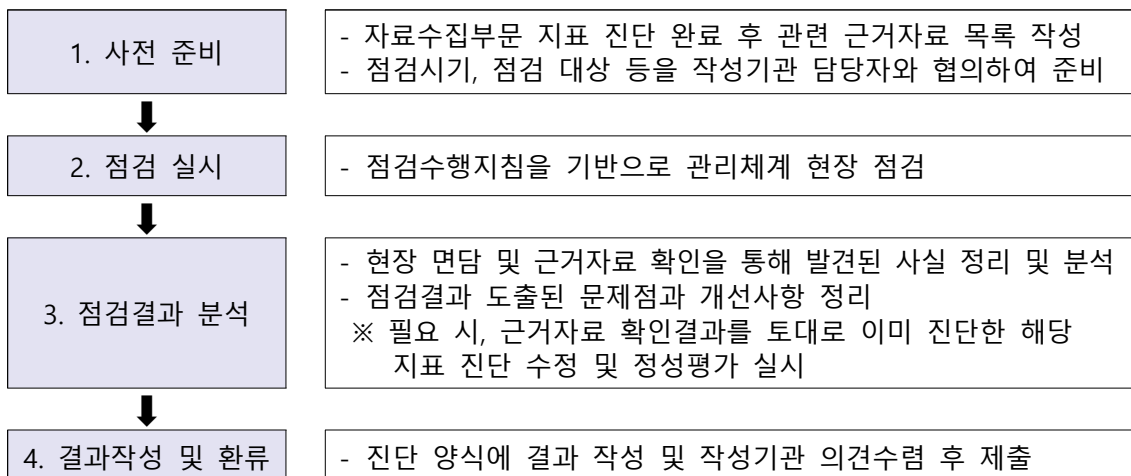 1. 사전 준비
- 자료수집부문 지표 진단 완료 후 관련 근거자료 목록 작성
- 점검시기, 점검 대상 등을 작성기관 담당자와 협의하여 준비
2. 점검 실시
- 점검수행지침을 기반으로 관리체계 현장 점검
3. 점검결과 분석
- 현장 면담 및 근거자료 확인을 통해 발견된 사실 정리 및 분석
- 점검결과 도출된 문제점과 개선사항 정리
※ 필요 시, 근거자료 확인결과를 토대로 이미 진단한 해당
지표 진단 수정 및 정성평가 실시
4. 결과작성 및 환류
- 진단 양식에 결과 작성 및 작성기관 의견수렴 후 제출